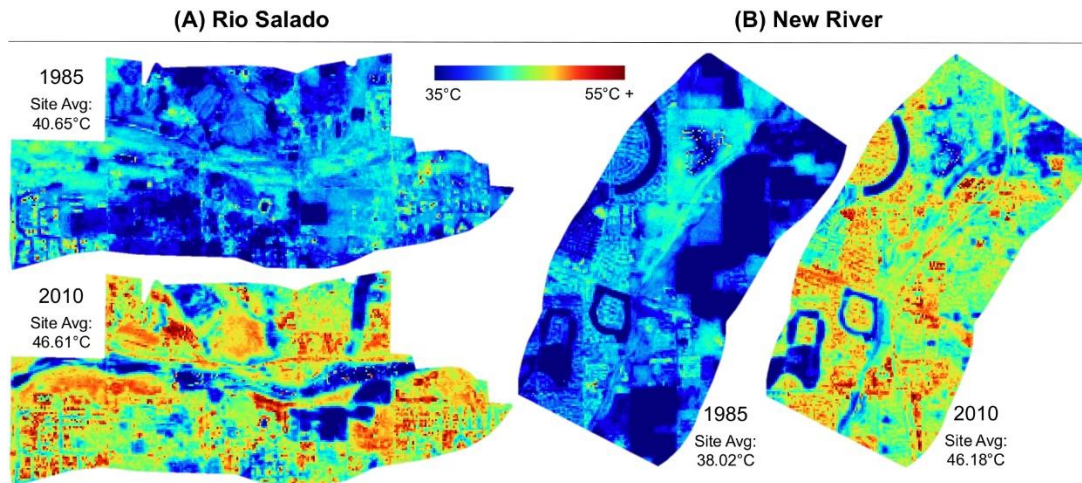 (A) Rio Salado
(B) New River
1985
Site Avg:
40.65°C
35°C
55°C +
2010
Site Avg:
46.61°C
1985
Site Avg:
38.02°C
2010
Site Avg:
46.18°C